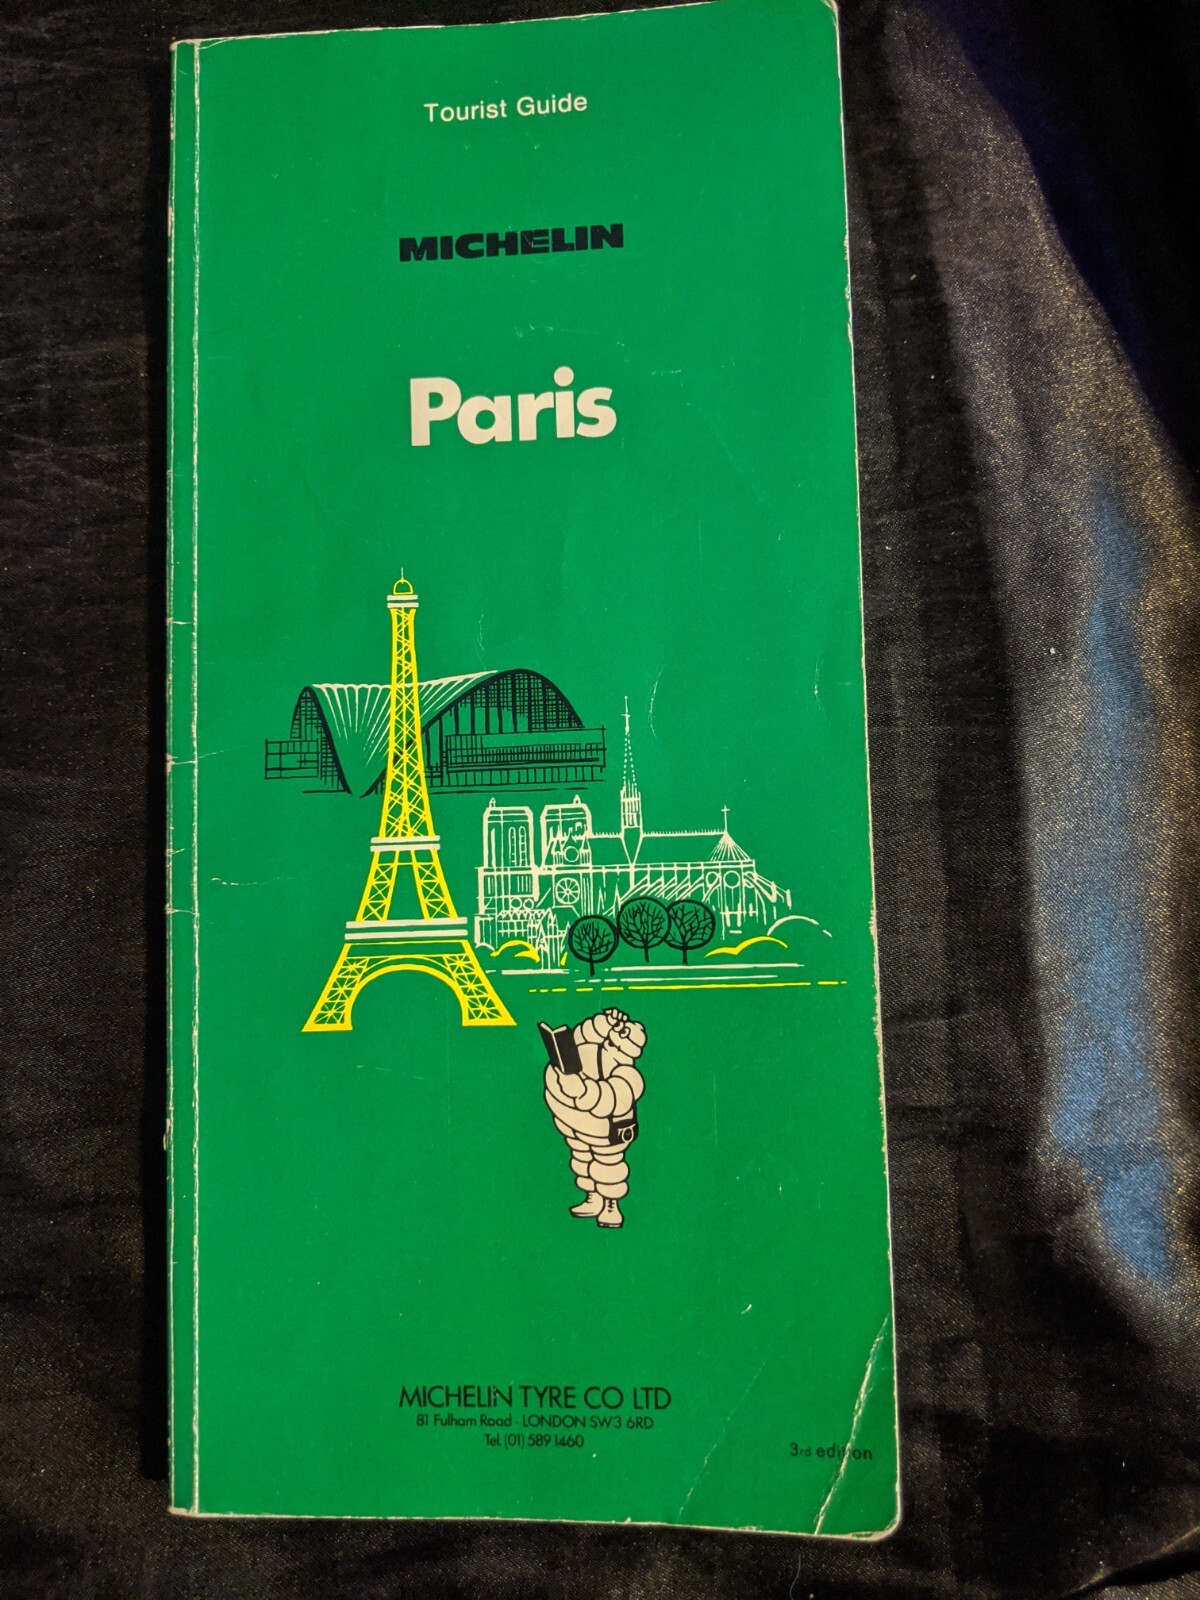 Tourist Guide
MICHELIN
Paris
MICHELIN TYRE CO LTD
81 Fulham Road - LONDON SW3 6RD
Tel. (01) 589 1460
3rd edition